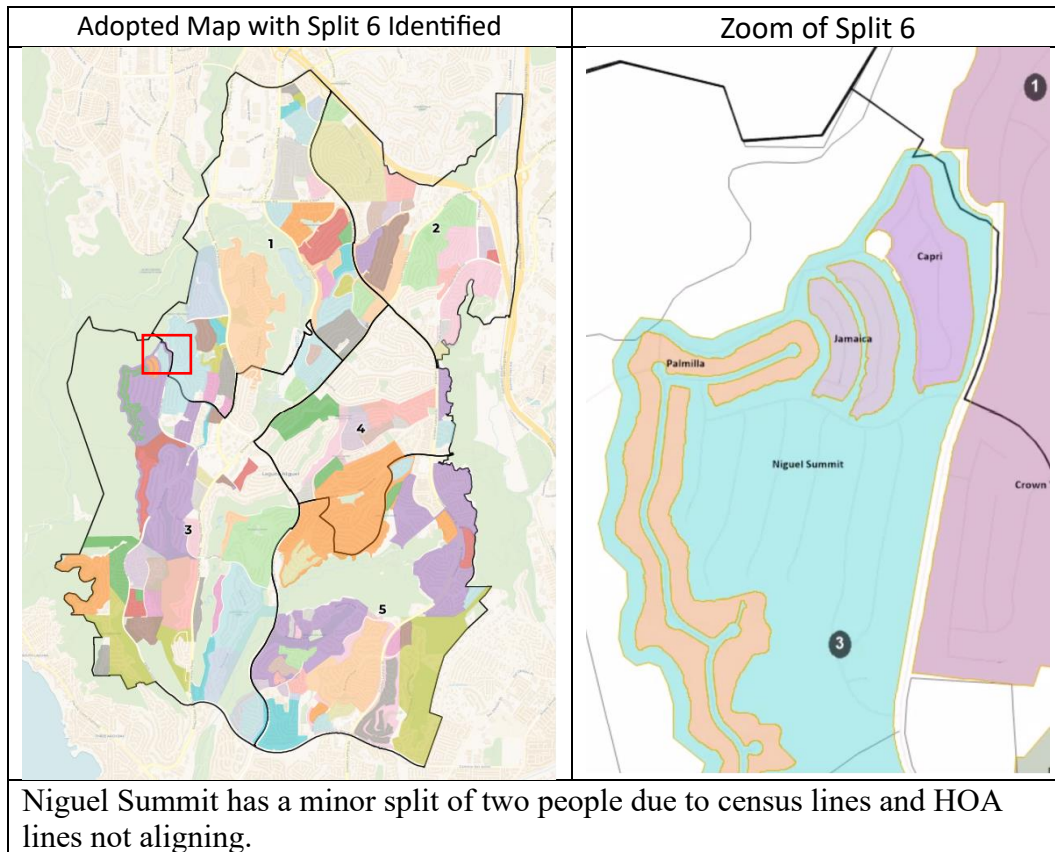 Adopted Map with Split 6 Identified
Zoom of Split 6
1
2
4
3
5
1
Capri
Jamaica
Palmilla
Niguel Summit
Crown
3
Niguel Summit has a minor split of two people due to census lines and HOA
lines not aligning.